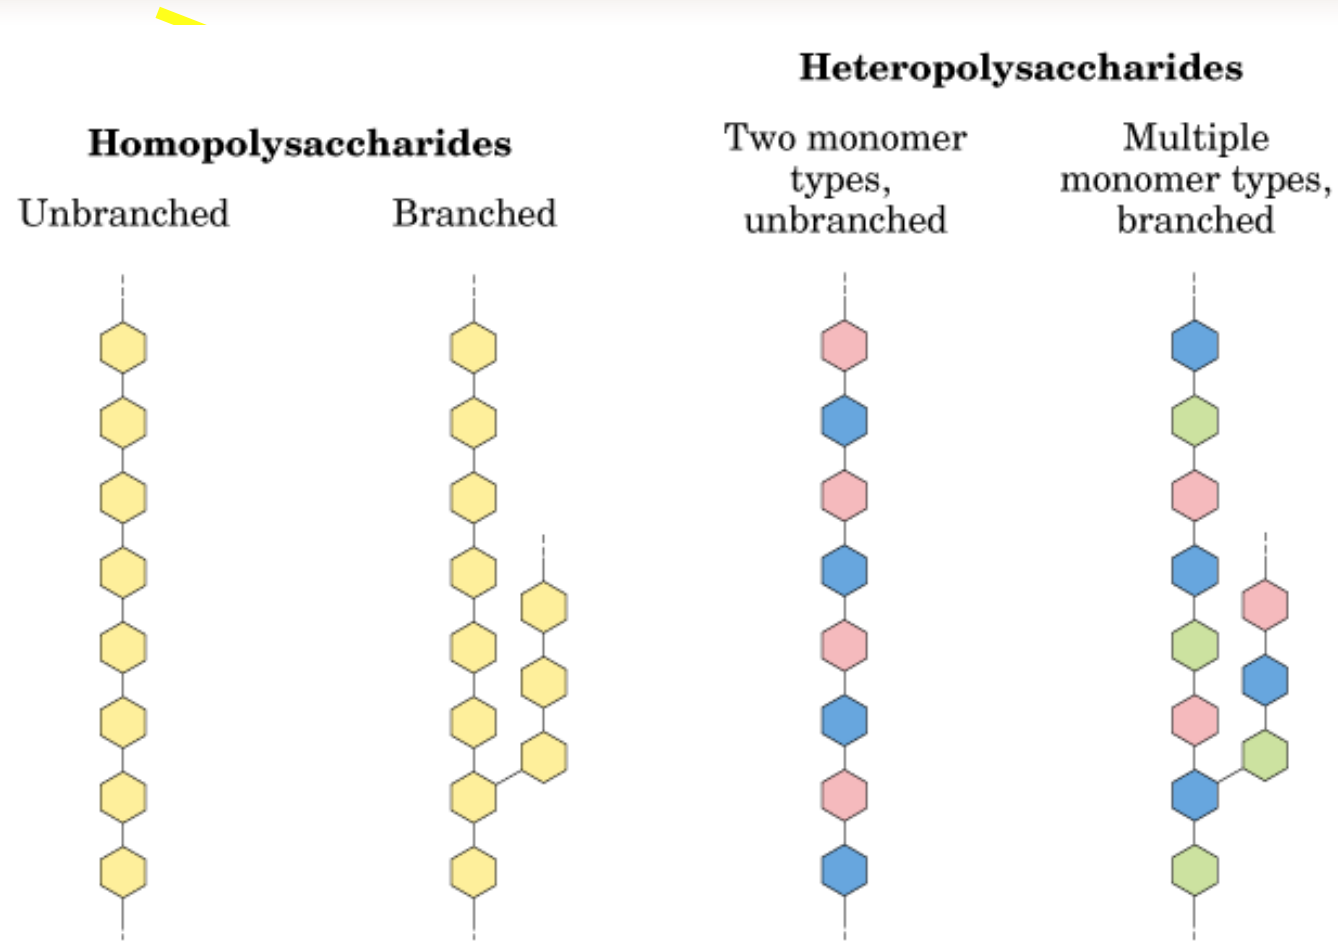 Homopolysaccharides
Unbranched
Branched
Heteropolysaccharides
Two monomer
types,
unbranched
Multiple
monomer types,
branched